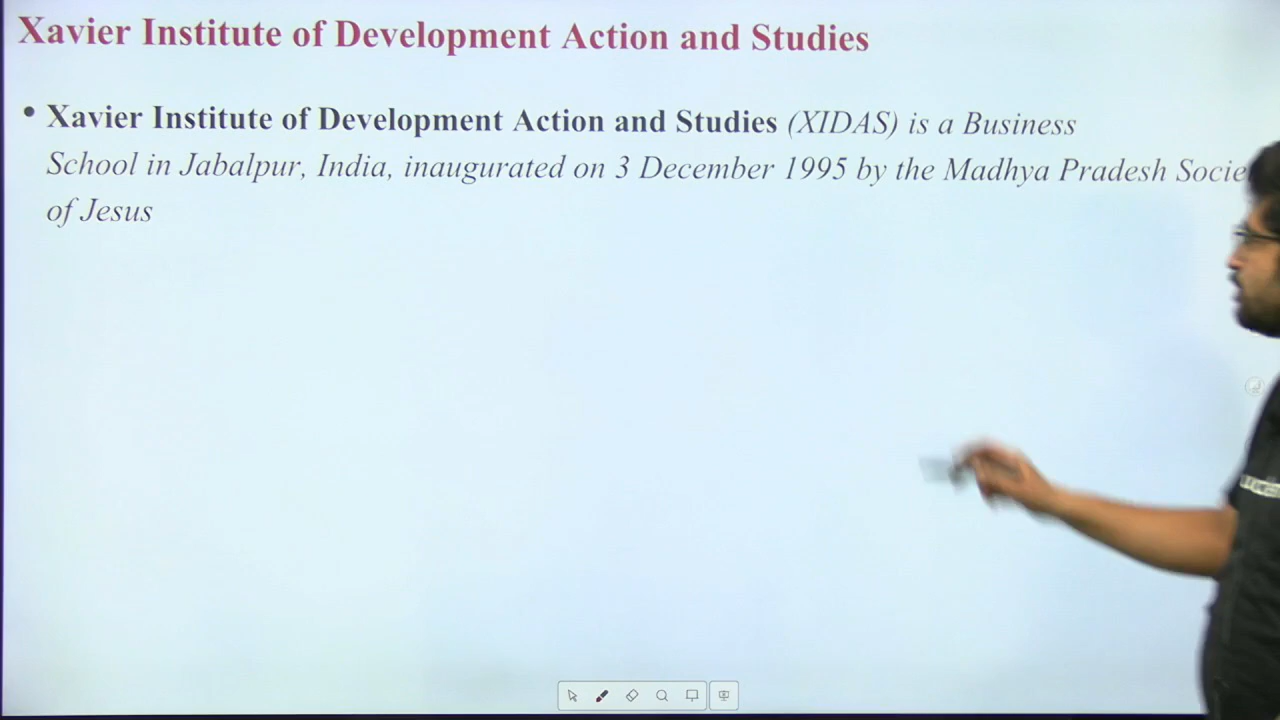 Xavier Institute of Development Action and Studies
• Xavier Institute of Development Action and Studies (XIDAS) is a Business
School in Jabalpur, India, inaugurated on 3 December 1995 by the Madhya Pradesh
of Jesus